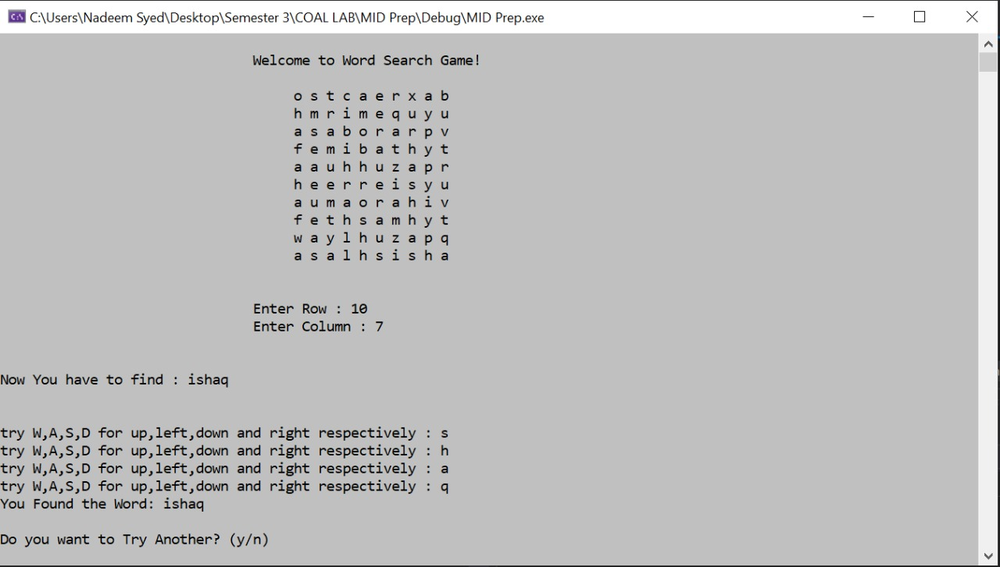 C:\Users\Nadeem Syed\Desktop\Semester 3\COAL LAB\MID Prep\Debug\MID Prep.exe
Welcome to Word Search Game!
o s t c a e r x a b
h m r i m e q u y u
a s a b o r a r p v
f e m i b a t h y t
a a u h h u z a p r
h e e r r e i s y u
a u m a o r a h i v
f e t h s a m h y t
w a y l h u z a p q
a s a l h s i s h a
Enter Row : 10
Enter Column : 7
Now You have to find : ishaq
try W,A,S,D for up,left,down and right respectively : s
try W,A,S,D for up,left,down and right respectively : h
try W,A,S,D for up,left,down and right respectively : a
try W,A,S,D for up,left,down and right respectively : q
You Found the Word: ishaq
Do you want to Try Another? (y/n)